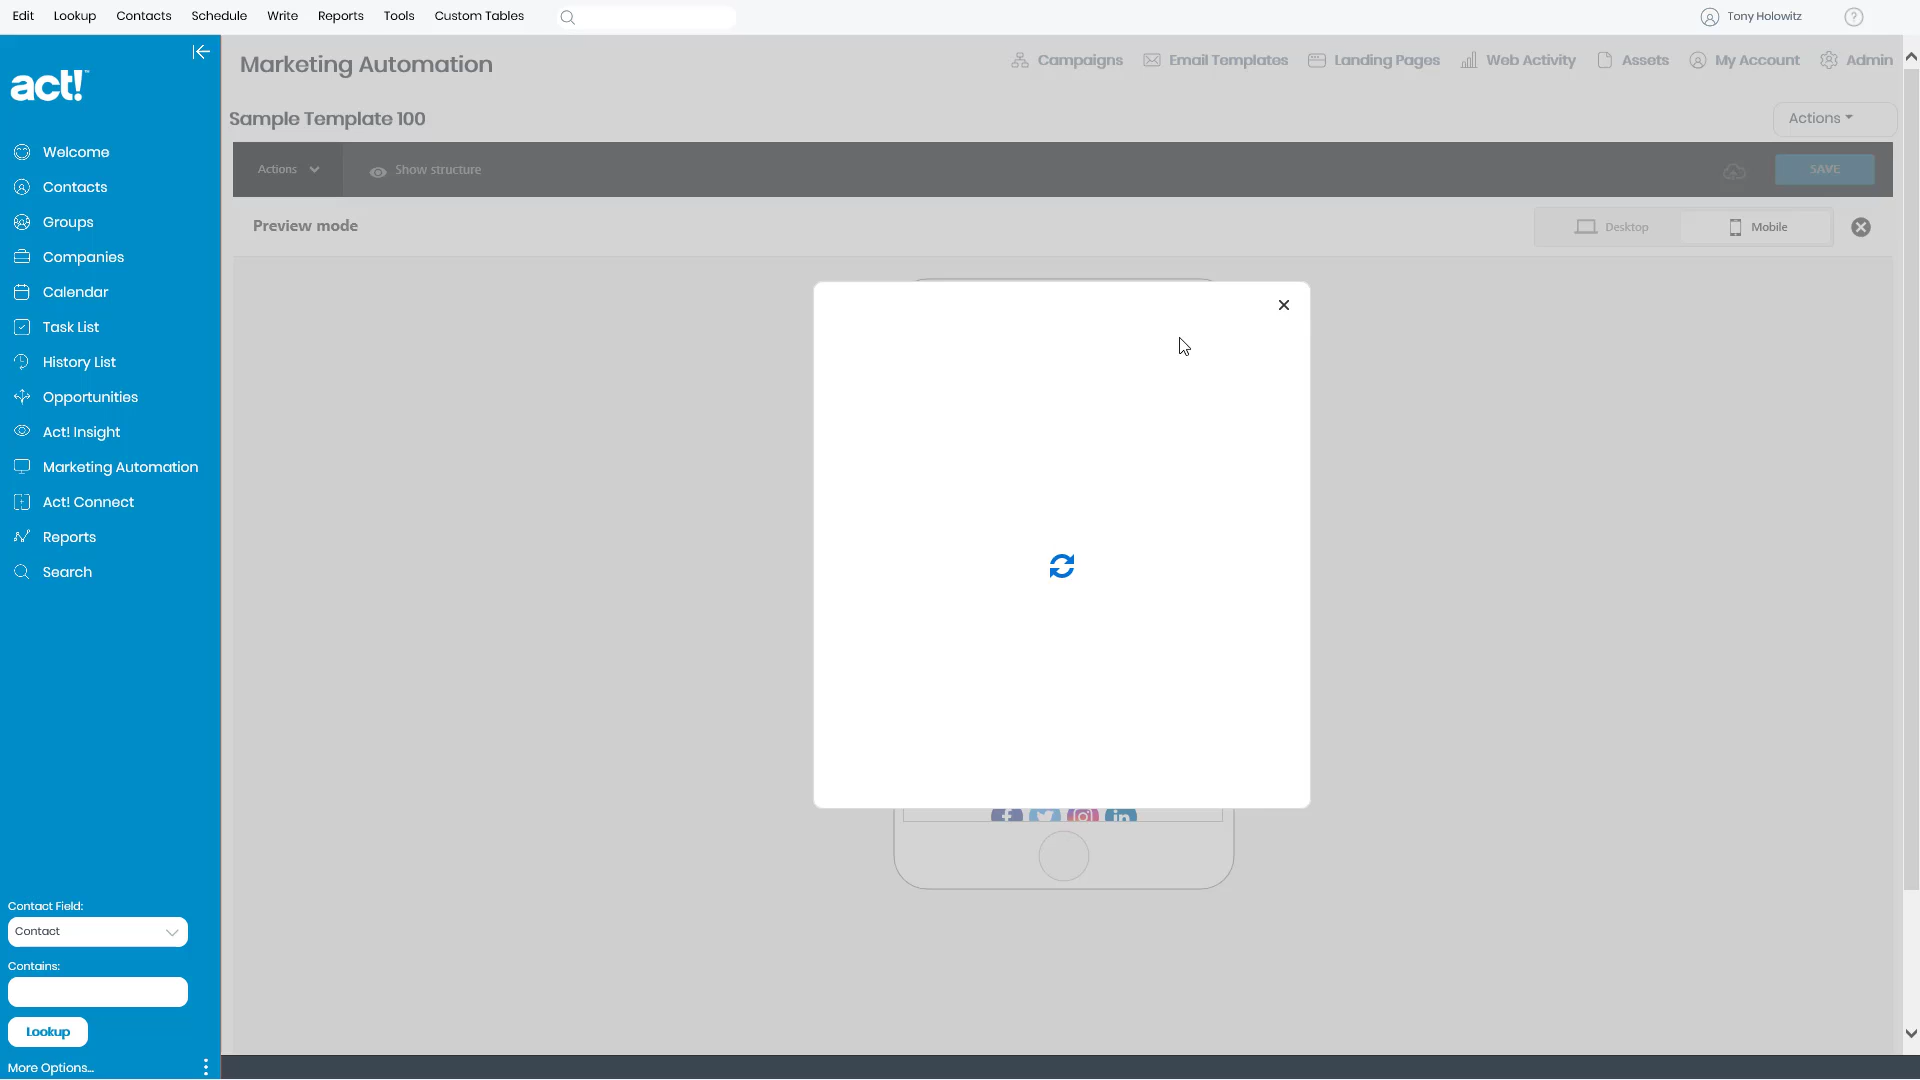 Edit Lookup Contacts Schedule Write Reports Tools Custom Tables
Tony Holowitz ?
act!™
Marketing Automation
Campaigns Email Templates Landing Pages Web Activity Assets My Account Admin
Sample Template 100
Actions
Actions Show structure SAVE
Preview mode
Desktop Mobile
Welcome
Contacts
Groups
Companies
Calendar
Task List
History List
Opportunities
Act! Insight
Marketing Automation
Act! Connect
Reports
Search
Contact Field:
Contact
Contains:
Lookup
More Options...